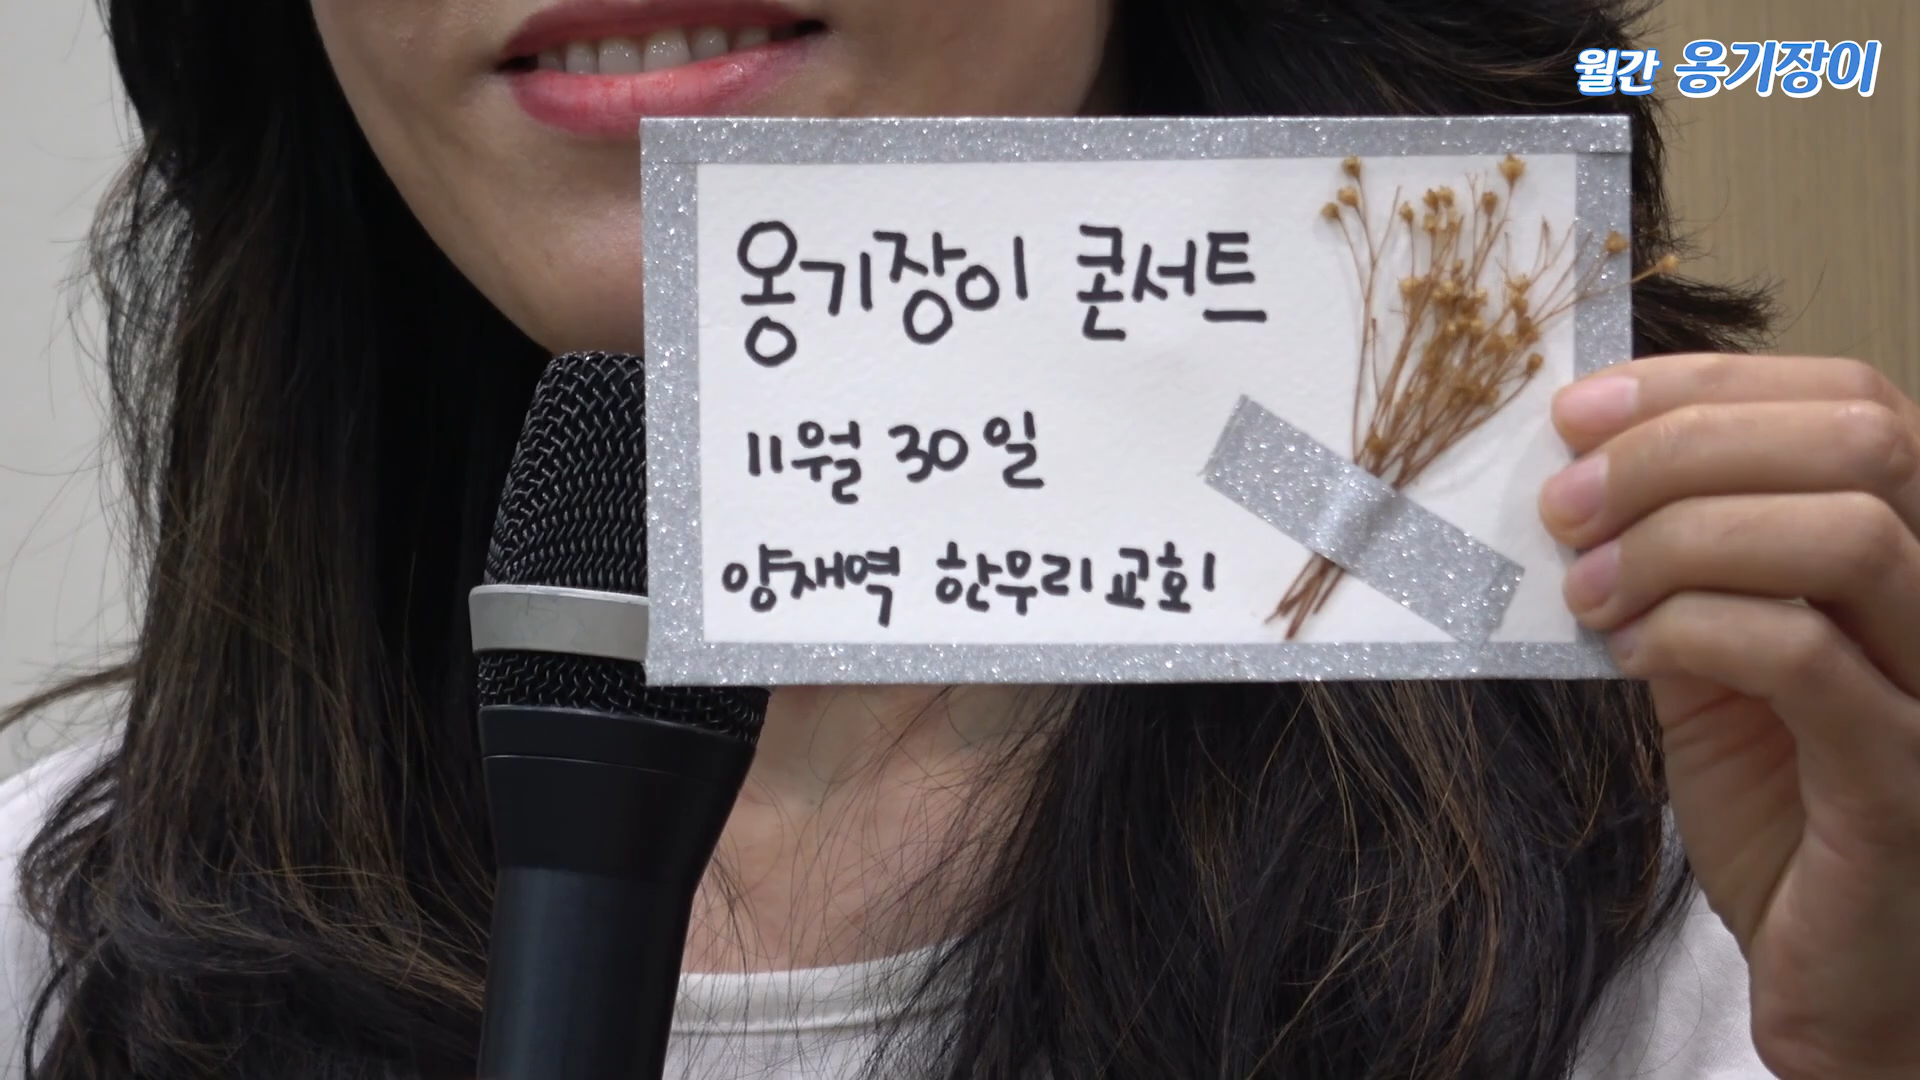 월간 옹기장이
옹기장이 콘서트
11월 30일
양재역 한무리교회